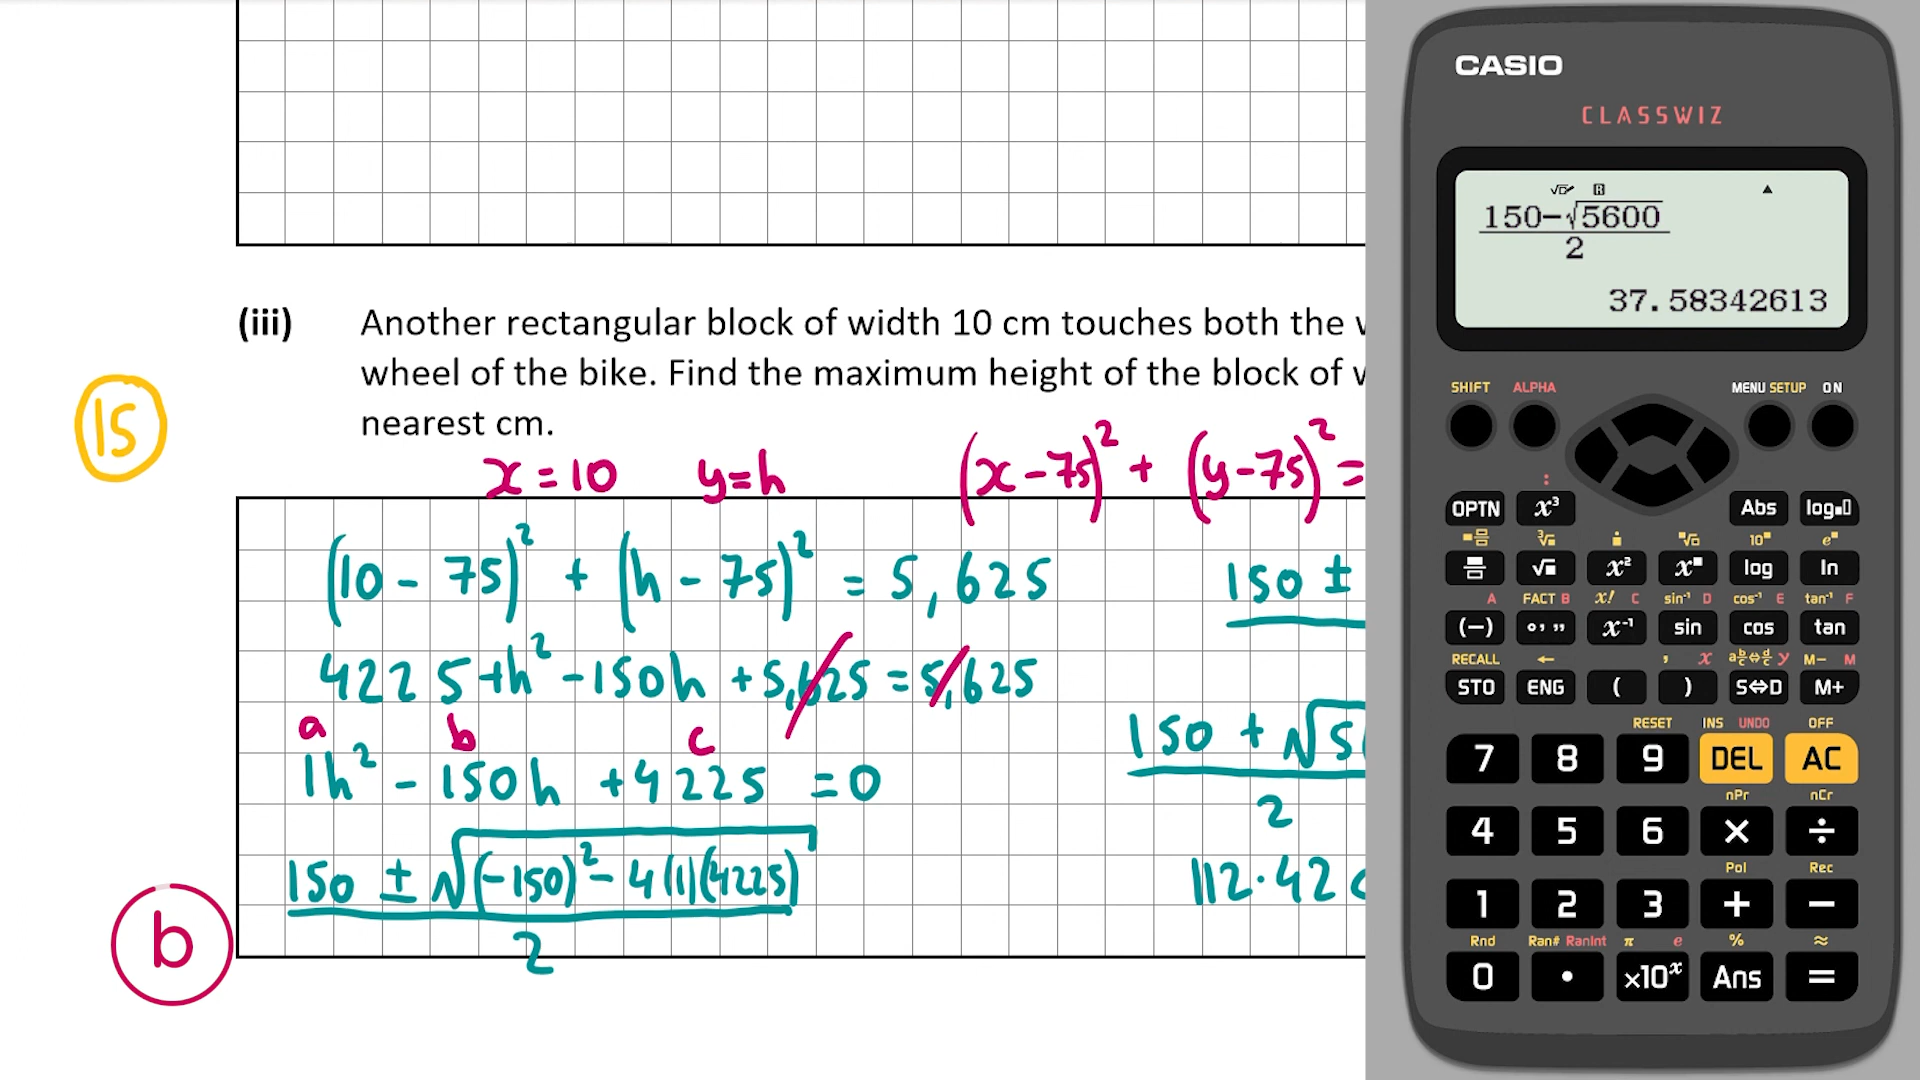 (iii) Another rectangular block of width 10 cm touches both the
wheel of the bike. Find the maximum height of the block of
nearest cm.
15
x = 10 y = h (x – 75)² + (y – 75)² =
(10 – 75)² + (h – 75)² = 5,625
4225 + h² – 150h + 5,625 = 5,625
a b c
1h² – 150h + 4225 = 0
150 ± √(-150)² – 4(1)(4225)
2
b
150 ±
150 + √5
2
112.42 c
CASIO
CLASSWIZ
150−√5600
2
37.58342613
SHIFT ALPHA MENU SETUP ON
:
OPTN x³ Abs log▪▯
■⌸ ³√■ ■√▯ 10■ e■
√■ x² x■ log ln
A FACT B x! C sin⁻¹ D cos⁻¹ E tan⁻¹ F
(−) °’ ” x⁻¹ sin cos tan
RECALL ← , x a b/c⇔d/c y M− M
STO ENG ( ) S⇔D M+
RESET INS UNDO OFF
7 8 9 DEL AC
nPr nCr
4 5 6 × ÷
Pol Rec
1 2 3 + −
Rnd Ran# RanInt π e % ≈
0 • ×10ˣ Ans =